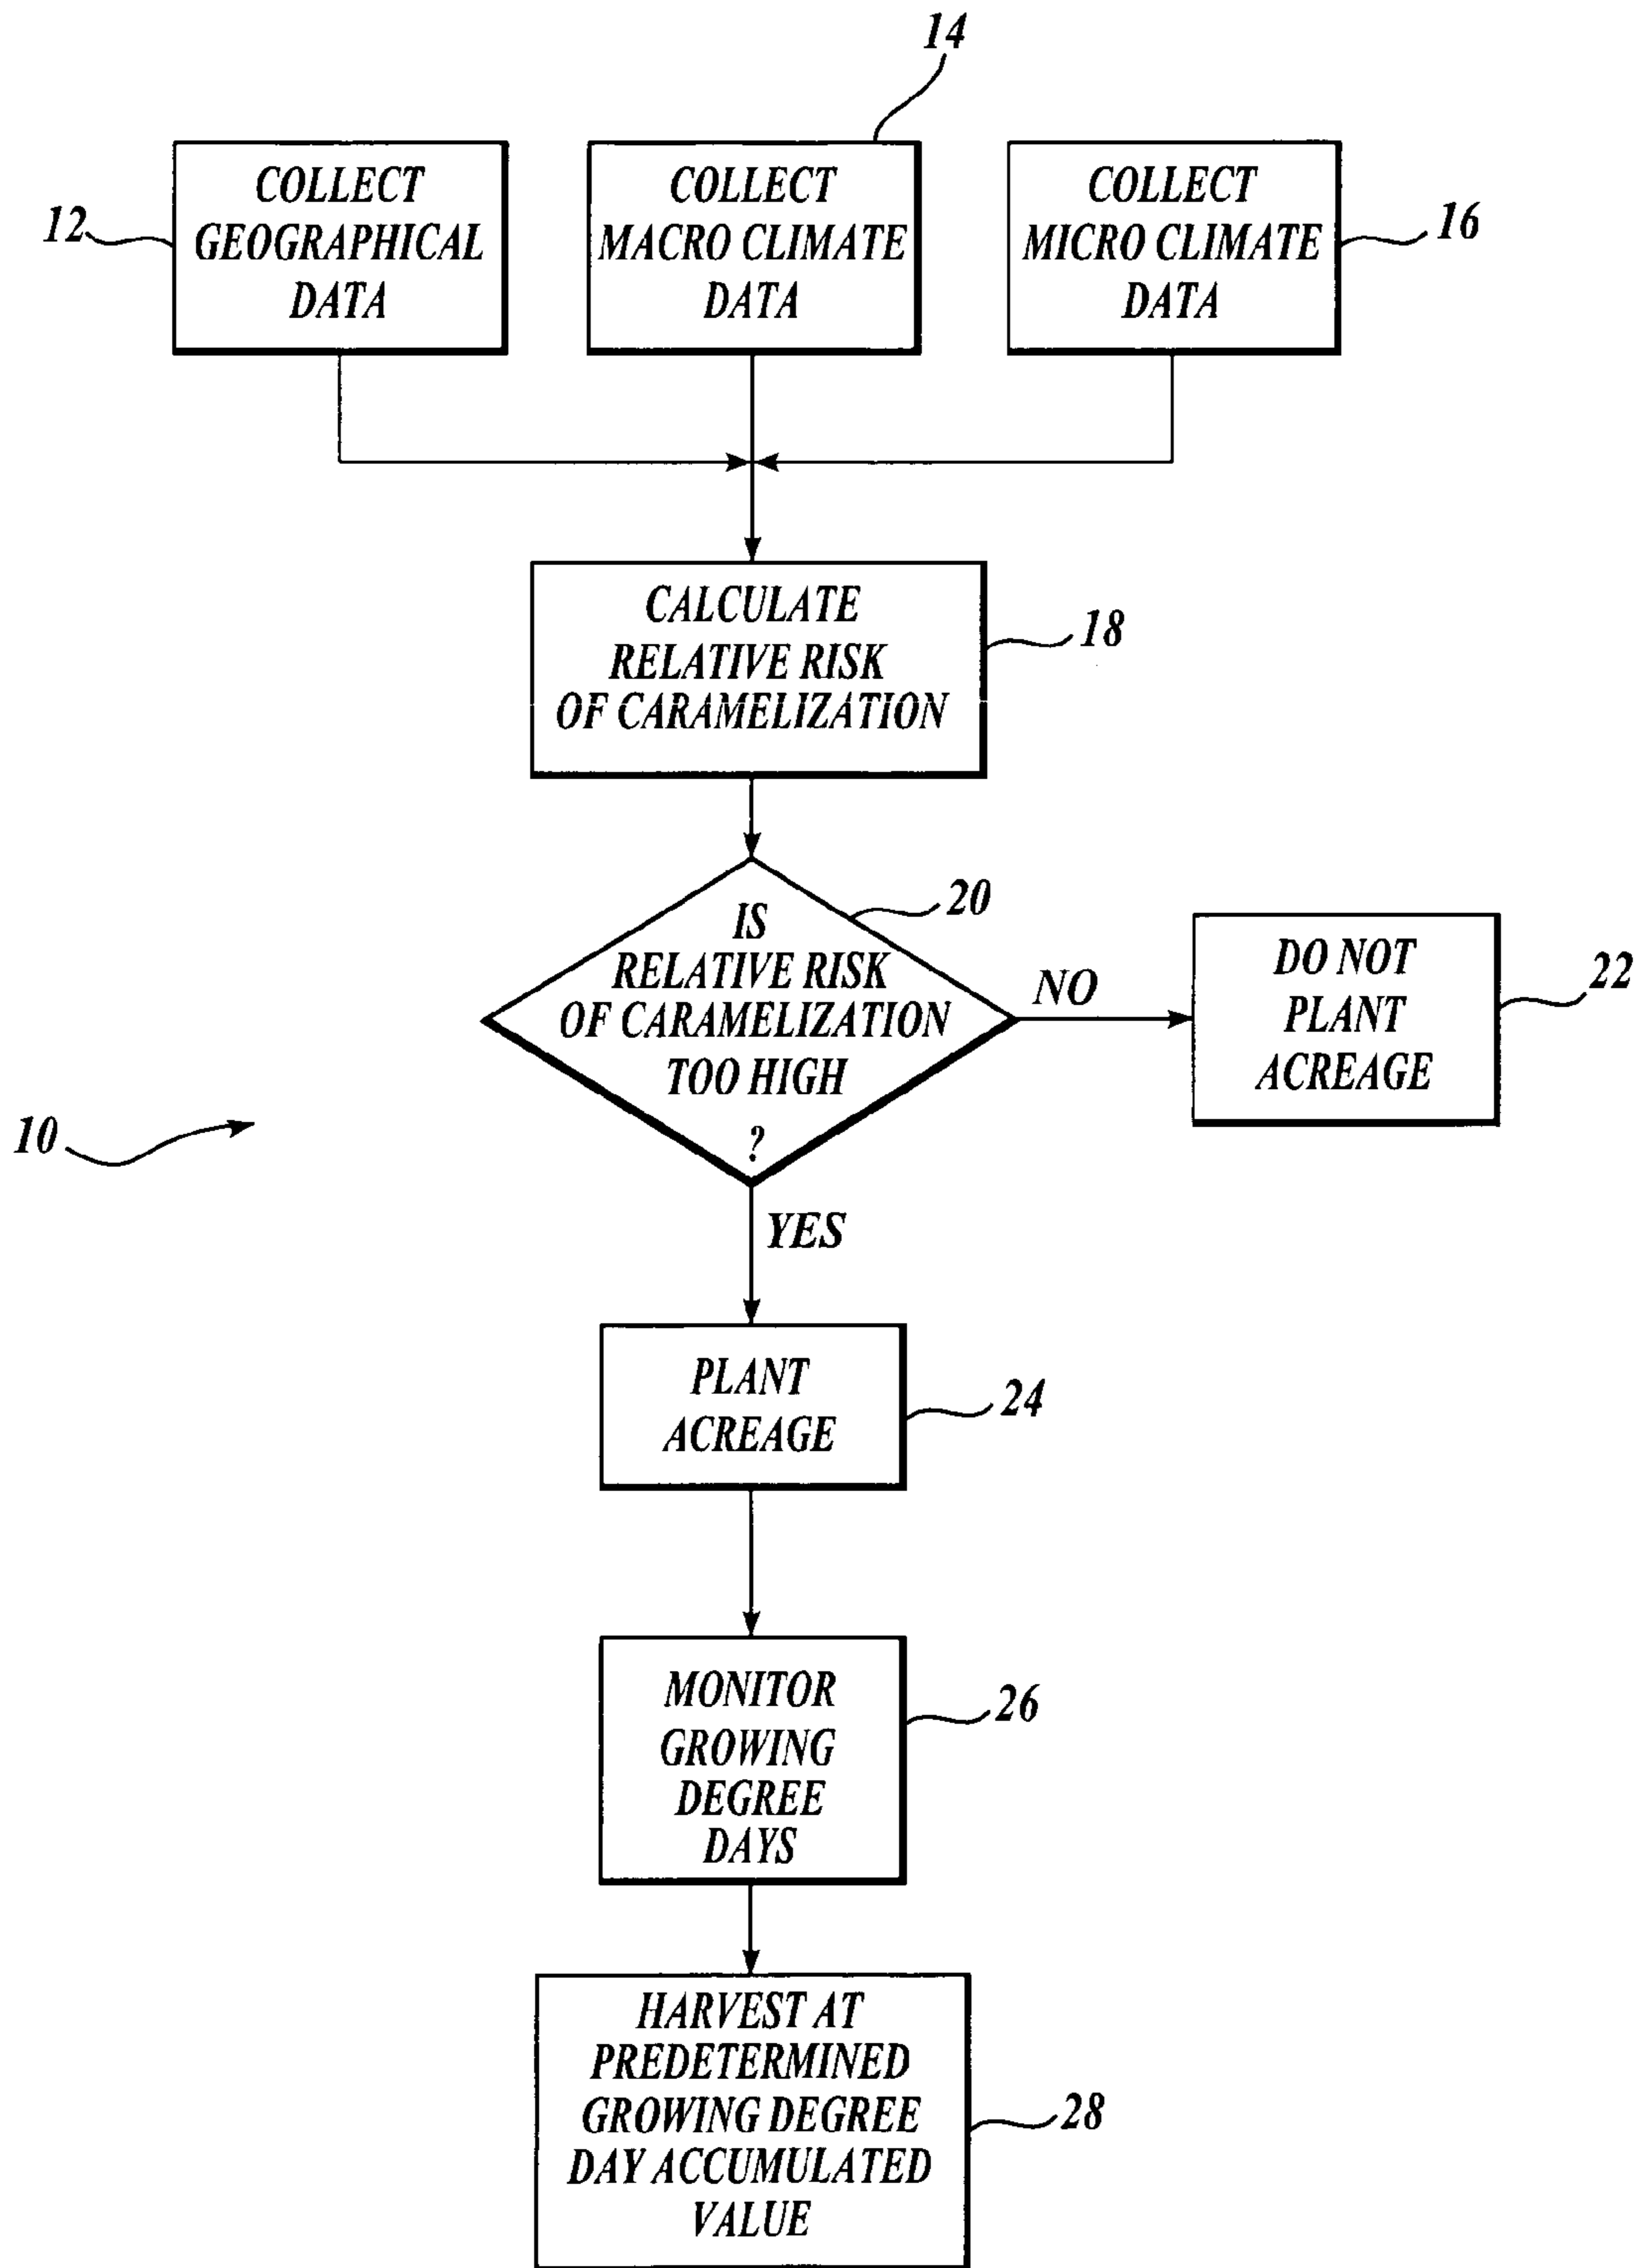 14
COLLECT
GEOGRAPHICAL
DATA
12
COLLECT
MACRO CLIMATE
DATA
COLLECT
MICRO CLIMATE
DATA
16
CALCULATE
RELATIVE RISK
OF CARAMELIZATION
18
IS
RELATIVE RISK
OF CARAMELIZATION
TOO HIGH
?
20
NO
DO NOT
PLANT
ACREAGE
22
10
YES
PLANT
ACREAGE
24
MONITOR
GROWING
DEGREE
DAYS
26
HARVEST AT
PREDETERMINED
GROWING DEGREE
DAY ACCUMULATED
VALUE
28